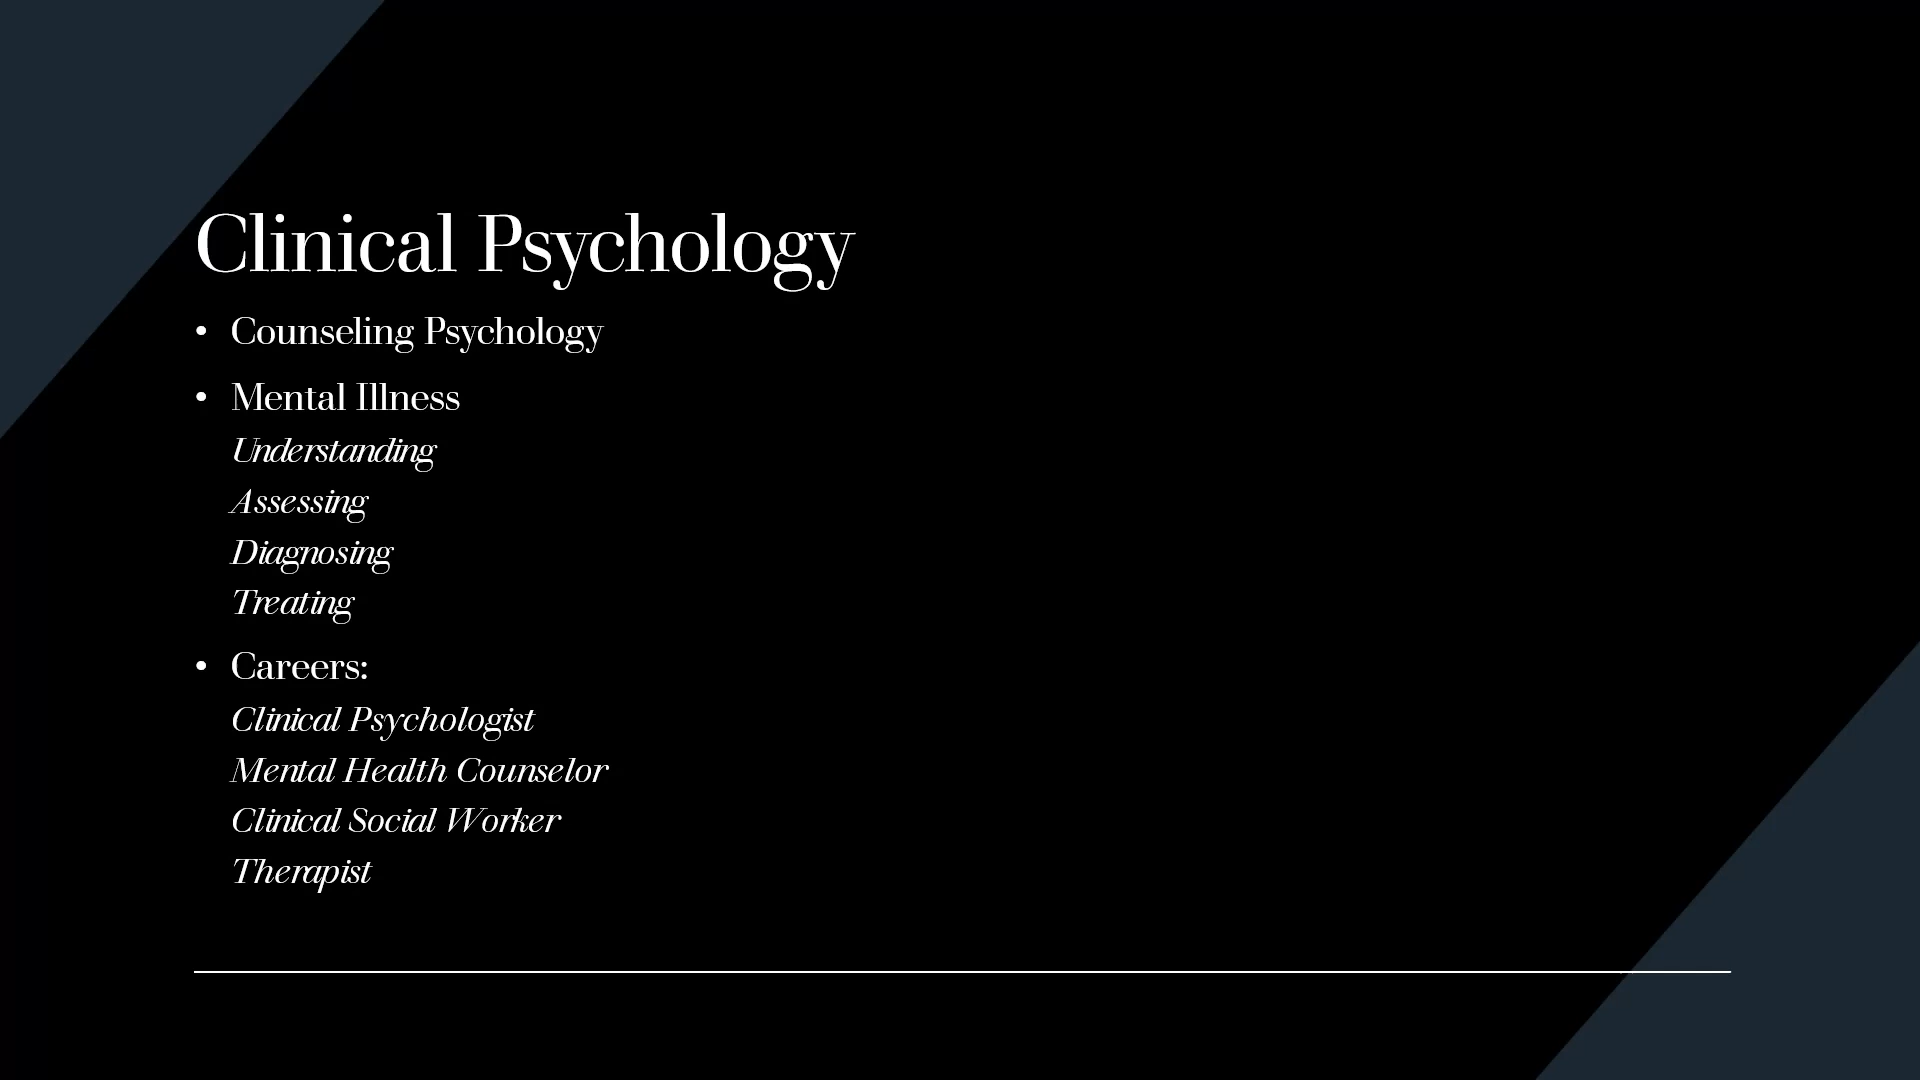 Clinical Psychology
• Counseling Psychology
• Mental Illness
Understanding
Assessing
Diagnosing
Treating
• Careers:
Clinical Psychologist
Mental Health Counselor
Clinical Social Worker
Therapist